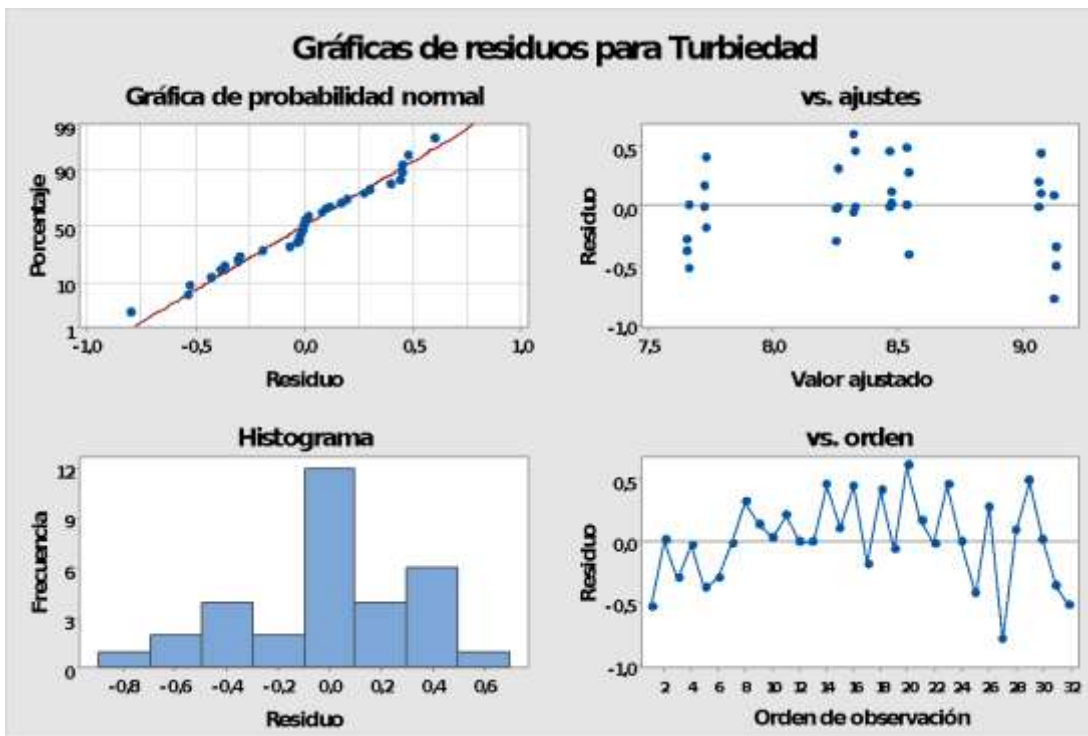 Gráficas de residuos para Turbiedad
Gráfica de probabilidad normal
99
90
50
10
1
Porcentaje
-1,0 -0,5 0,0 0,5 1,0
Residuo
vs. ajustes
0,5
0,0
-0,5
-1,0
Residuo
7,5 8,0 8,5 9,0
Valor ajustado
Histograma
12
9
6
3
0
Frecuencia
-0,8 -0,6 -0,4 -0,2 0,0 0,2 0,4 0,6
Residuo
vs. orden
0,5
0,0
-0,5
-1,0
Residuo
2 4 6 8 10 12 14 16 18 20 22 24 26 28 30 32
Orden de observación